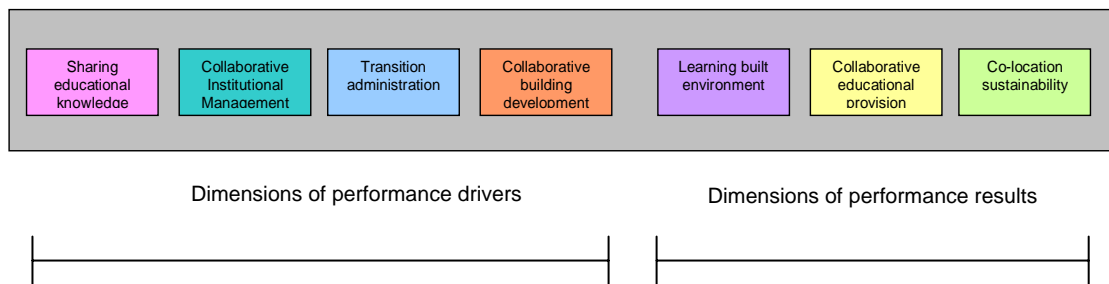 Sharing
educational
knowledge
Collaborative
Institutional
Management
Transition
administration
Collaborative
building
development
Learning built
environment
Collaborative
educational
provision
Co-location
sustainability
Dimensions of performance drivers
Dimensions of performance results